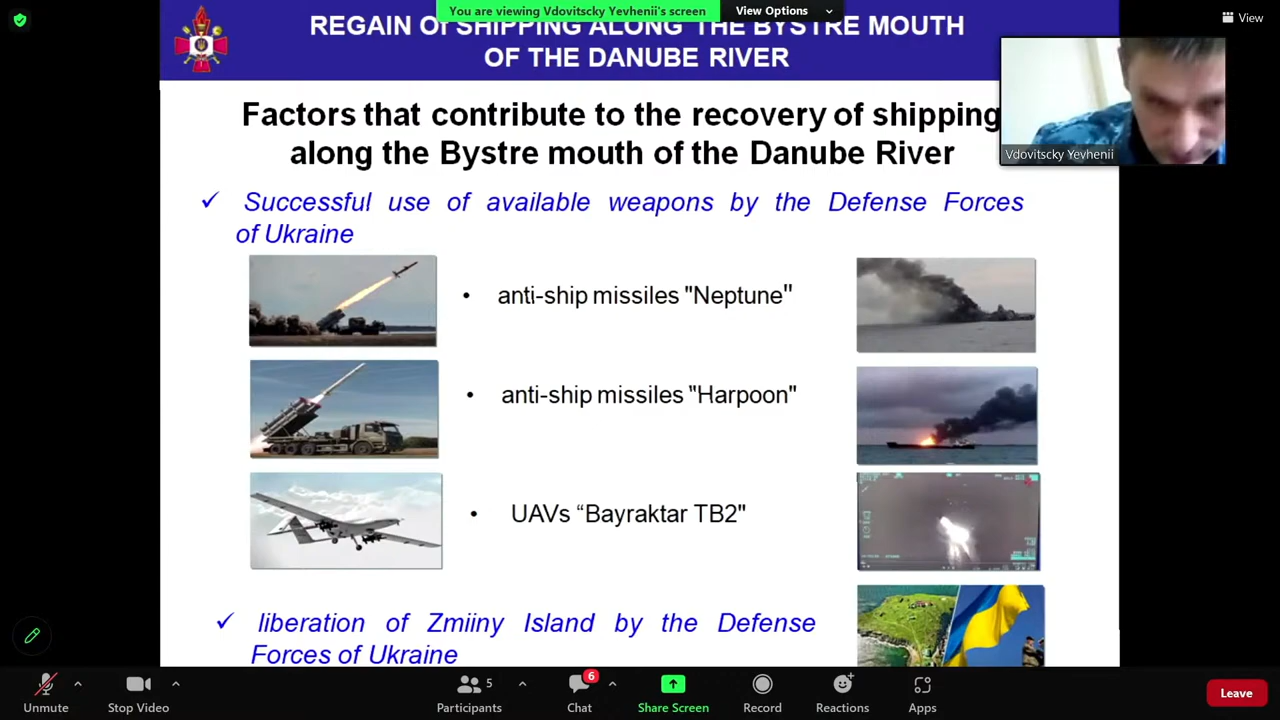 You are viewing Vdovitscky Yevhenii's screen
View Options
View
REGAIN OF SHIPPING ALONG THE BYSTRE MOUTH
OF THE DANUBE RIVER
Factors that contribute to the recovery of shipping
along the Bystre mouth of the Danube River
Vdovitscky Yevhenii
✓ Successful use of available weapons by the Defense Forces
of Ukraine
• anti-ship missiles "Neptune"
• anti-ship missiles "Harpoon"
• UAVs “Bayraktar TB2"
✓ liberation of Zmiiny Island by the Defense
Forces of Ukraine
Unmute
Stop Video
Participants
5
Chat
6
Share Screen
Record
Reactions
Apps
Leave